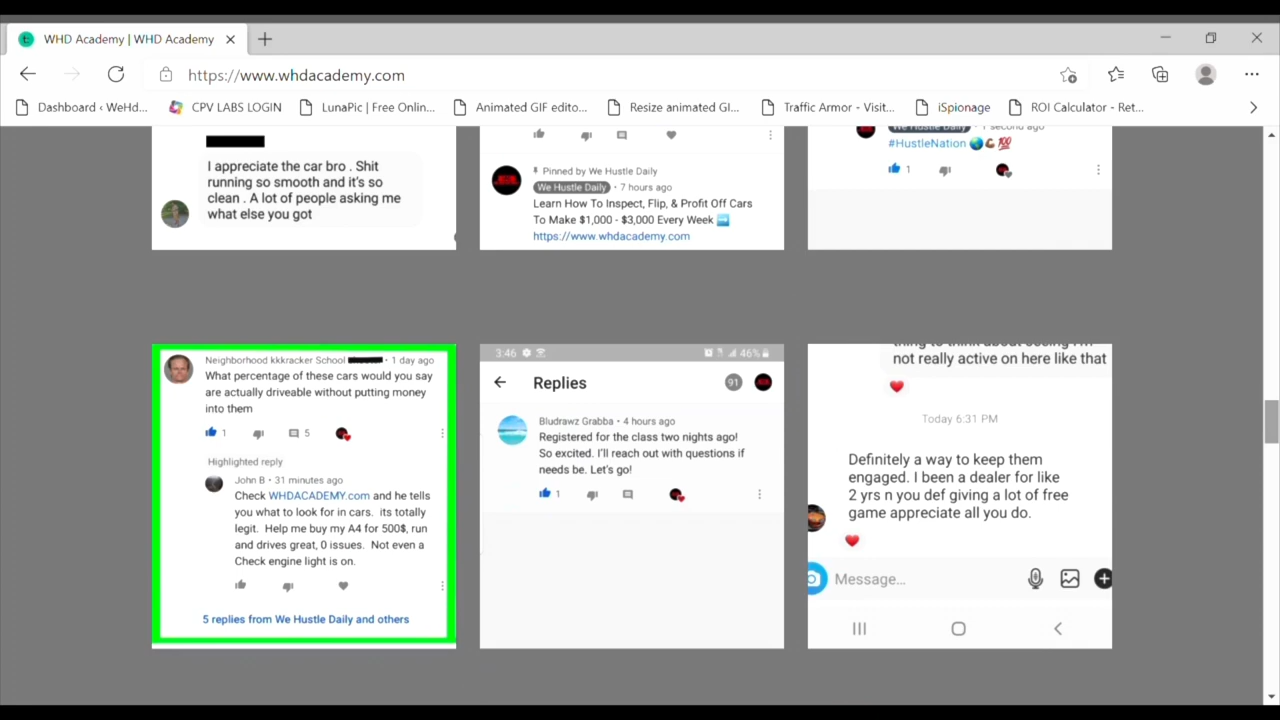 WHD Academy | WHD Academy
https://www.whdacademy.com
Dashboard ‹ WeHd...
CPV LABS LOGIN
LunaPic | Free Onlin...
Animated GIF edito...
Resize animated GI...
Traffic Armor - Visit...
iSpionage
ROI Calculator - Ret...
I appreciate the car bro . Shit
running so smooth and it's so
clean . A lot of people asking me
what else you got
Pinned by We Hustle Daily
We Hustle Daily • 7 hours ago
Learn How To Inspect, Flip, & Profit Off Cars
To Make $1,000 - $3,000 Every Week ➡️
https://www.whdacademy.com
We Hustle Daily • 1 second ago
#HustleNation 🌍💪🏾💯
1
Neighborhood kkkracker School • 1 day ago
What percentage of these cars would you say
are actually driveable without putting money
into them
1 5
Highlighted reply
John B • 31 minutes ago
Check WHDACADEMY.com and he tells
you what to look for in cars. its totally
legit. Help me buy my A4 for 500$, run
and drives great, 0 issues. Not even a
Check engine light is on.
5 replies from We Hustle Daily and others
3:46 46%
Replies 91
Bludrawz Grabba • 4 hours ago
Registered for the class two nights ago!
So excited. I'll reach out with questions if
needs be. Let's go!
1
not really active on here like that
Today 6:31 PM
Definitely a way to keep them
engaged. I been a dealer for like
2 yrs n you def giving a lot of free
game appreciate all you do.
Message...